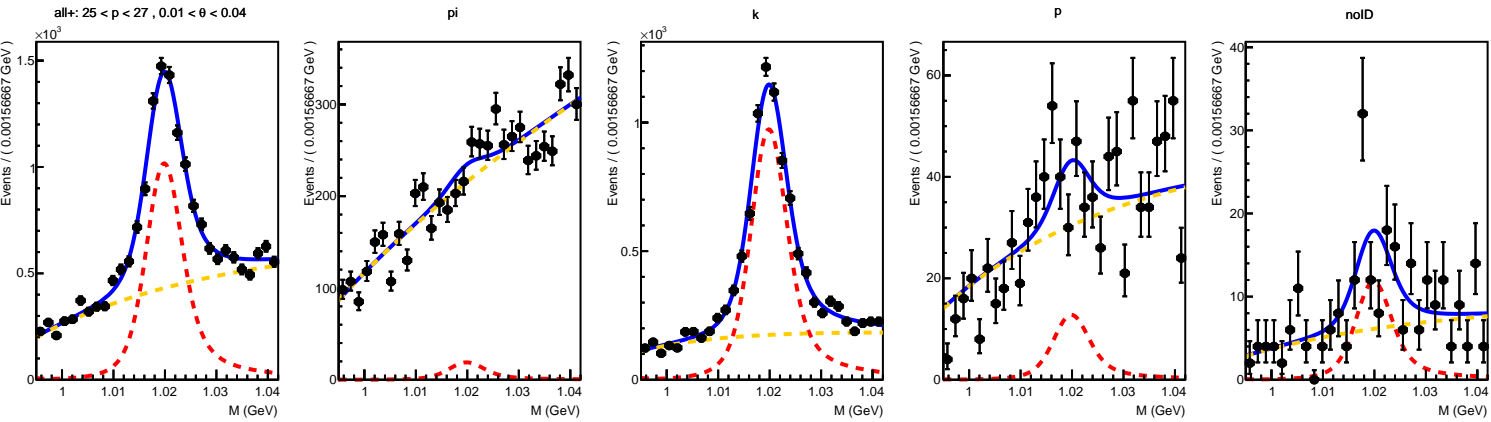 all+: 25 < p < 27 , 0.01 < θ < 0.04
×10³
Events / ( 0.00156667 GeV )
1.5
1
0.5
0
1 1.01 1.02 1.03 1.04
M (GeV)
pi
Events / ( 0.00156667 GeV )
300
200
100
0
1 1.01 1.02 1.03 1.04
M (GeV)
k
×10³
Events / ( 0.00156667 GeV )
1
0.5
0
1 1.01 1.02 1.03 1.04
M (GeV)
p
Events / ( 0.00156667 GeV )
60
40
20
0
1 1.01 1.02 1.03 1.04
M (GeV)
noID
Events / ( 0.00156667 GeV )
40
30
20
10
0
1 1.01 1.02 1.03 1.04
M (GeV)